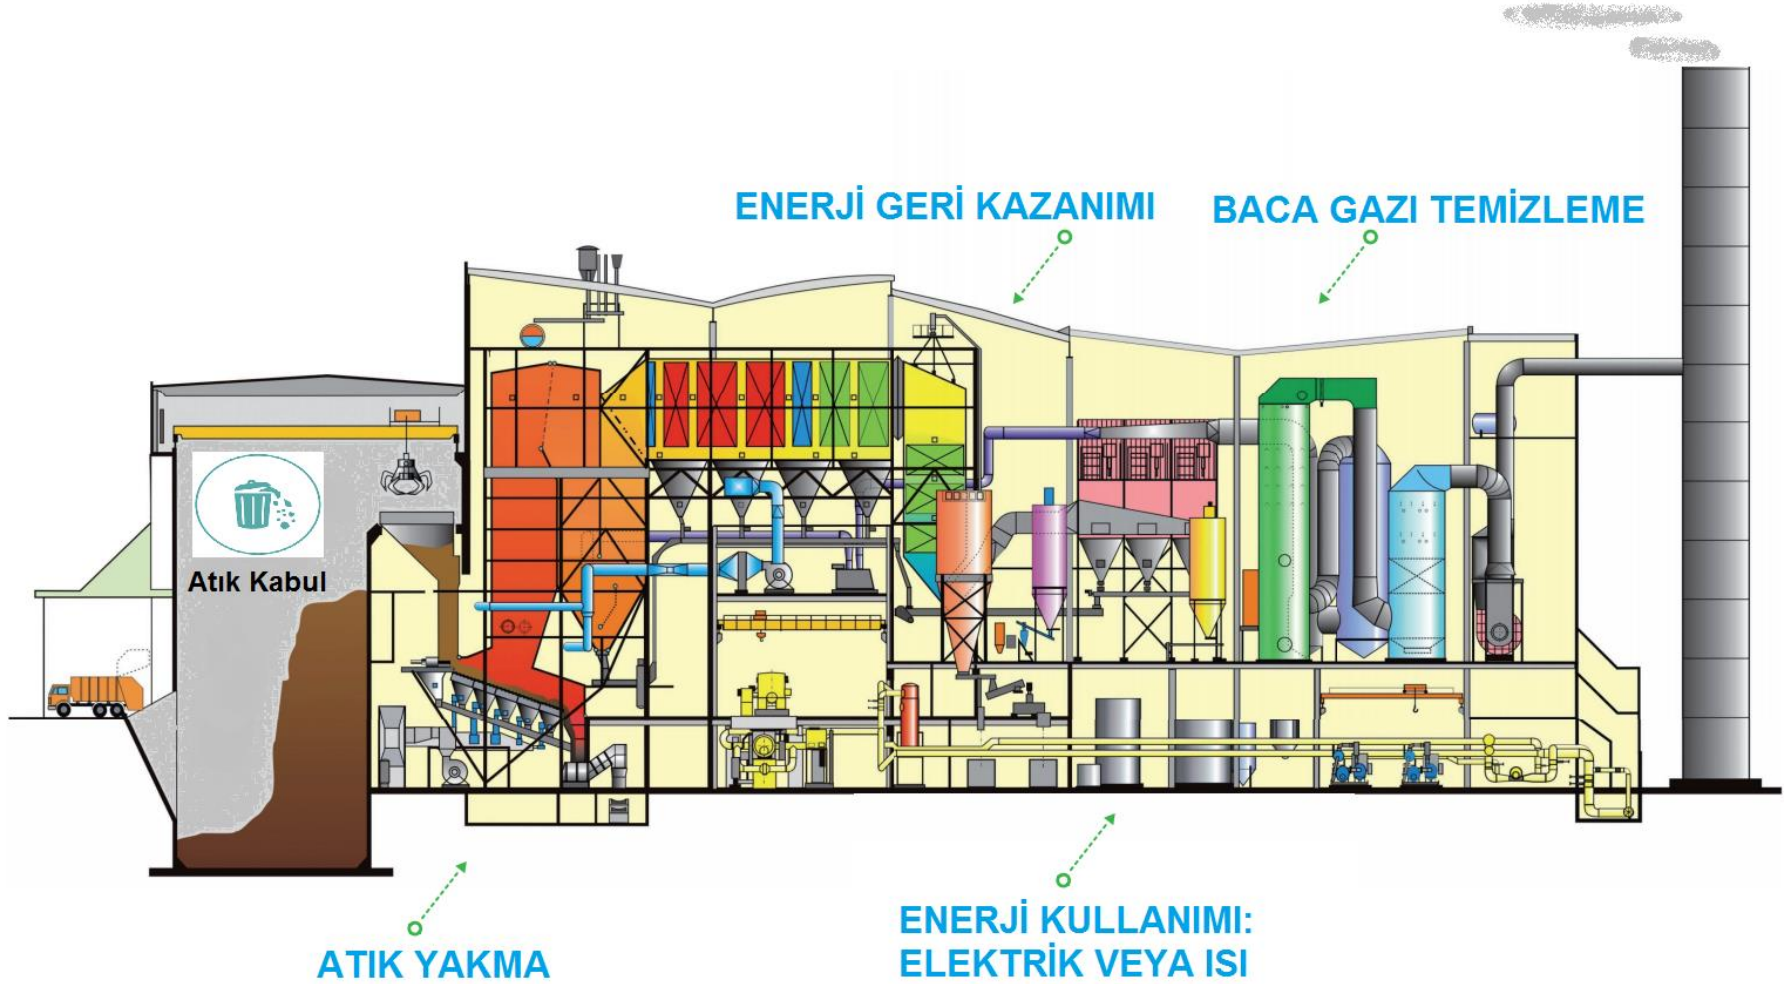 ENERJİ GERİ KAZANIMI
BACA GAZI TEMİZLEME
Atık Kabul
ATIK YAKMA
ENERJİ KULLANIMI:
ELEKTRİK VEYA ISI